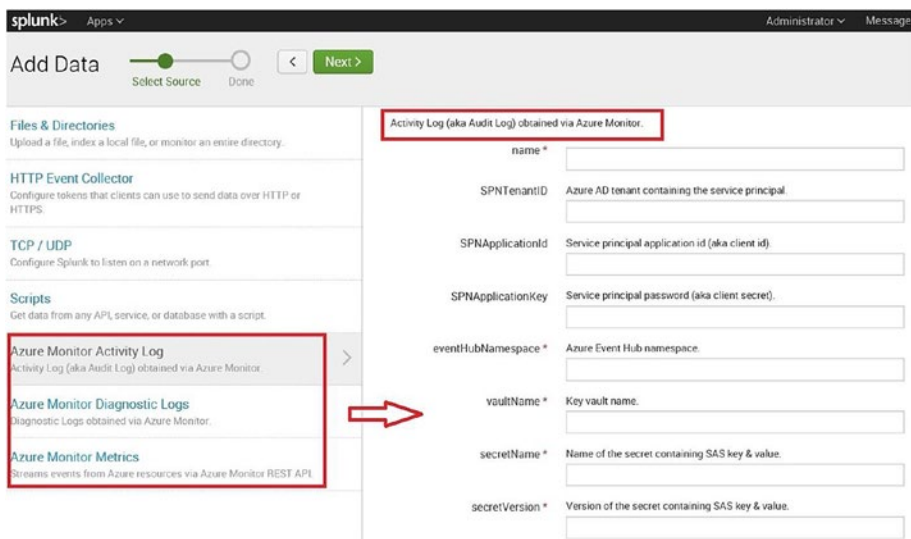 splunk> Apps Administrator Message
Add Data
Select Source Done < Next >
Files & Directories
Upload a file, index a local file, or monitor an entire directory.
HTTP Event Collector
Configure tokens that clients can use to send data over HTTP or
HTTPS.
TCP / UDP
Configure Splunk to listen on a network port.
Scripts
Get data from any API, service, or database with a script.
Azure Monitor Activity Log
Activity Log (aka Audit Log) obtained via Azure Monitor.
Azure Monitor Diagnostic Logs
Diagnostic Logs obtained via Azure Monitor.
Azure Monitor Metrics
Streams events from Azure resources via Azure Monitor REST API.
Activity Log (aka Audit Log) obtained via Azure Monitor.
name *
SPNTenantID Azure AD tenant containing the service principal.
SPNApplicationId Service principal application id (aka client id).
SPNApplicationKey Service principal password (aka client secret).
eventHubNamespace * Azure Event Hub namespace.
vaultName * Key vault name.
secretName * Name of the secret containing SAS key & value.
secretVersion * Version of the secret containing SAS key & value.